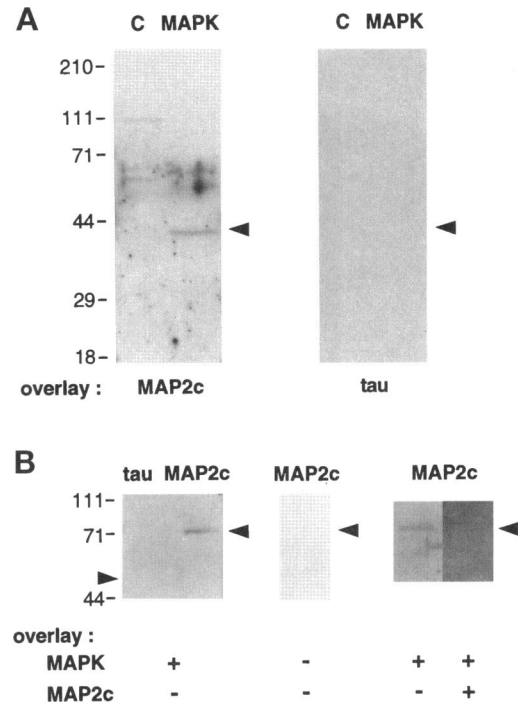 A
C MAPK C MAPK
210–
111–
71–
44–
29–
18–
overlay : MAP2c tau
B
tau MAP2c MAP2c MAP2c
111–
71–
44–
overlay :
MAPK + - + +
MAP2c - - - +